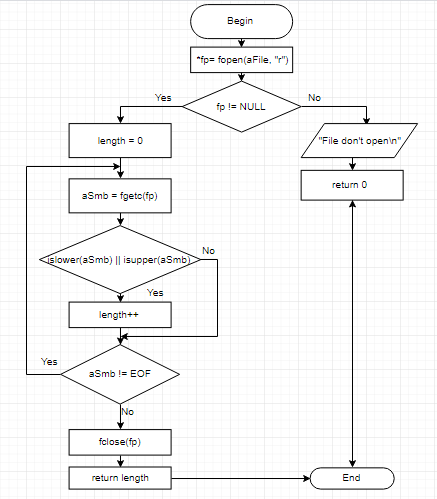 Begin
*fp= fopen(aFile, "r")
Yes
fp != NULL
No
length = 0
"File don't open\n"
aSmb = fgetc(fp)
return 0
islower(aSmb) || isupper(aSmb)
No
Yes
length++
Yes
aSmb != EOF
No
fclose(fp)
return length
End